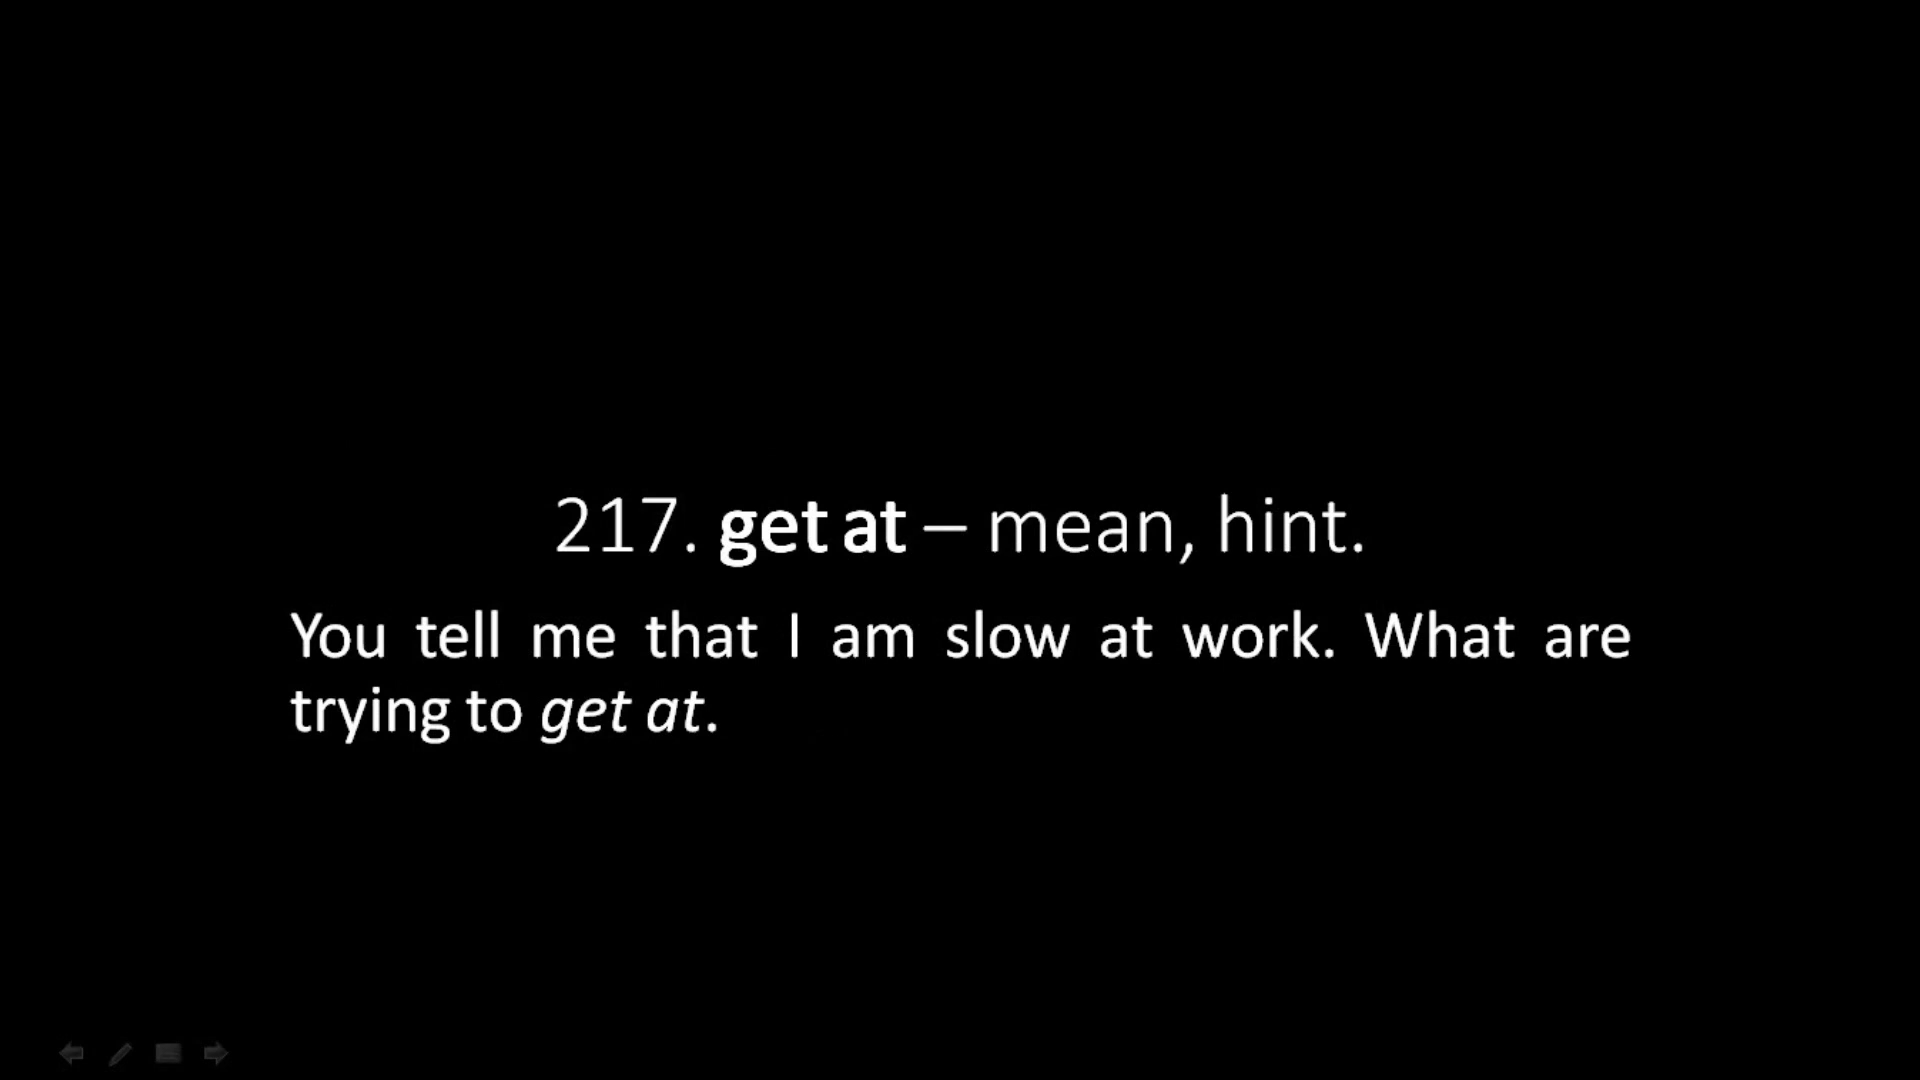 217. get at – mean, hint.
You tell me that I am slow at work. What are
trying to get at.